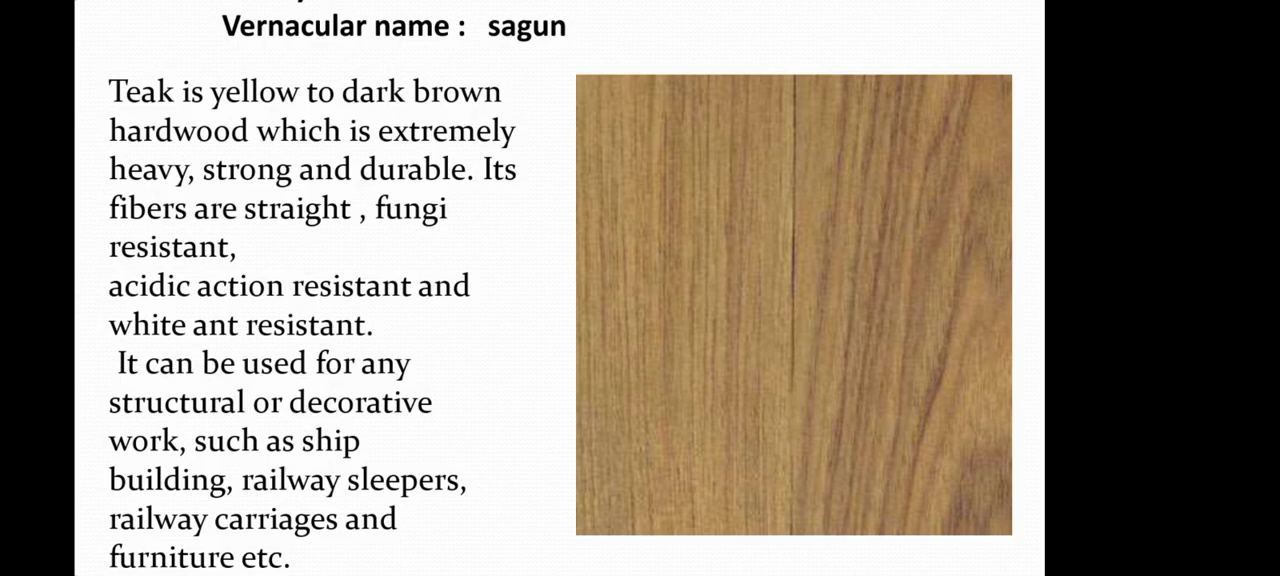 Vernacular name :   sagun
Teak is yellow to dark brown
hardwood which is extremely
heavy, strong and durable. Its
fibers are straight , fungi
resistant,
acidic action resistant and
white ant resistant.
It can be used for any
structural or decorative
work, such as ship
building, railway sleepers,
railway carriages and
furniture etc.